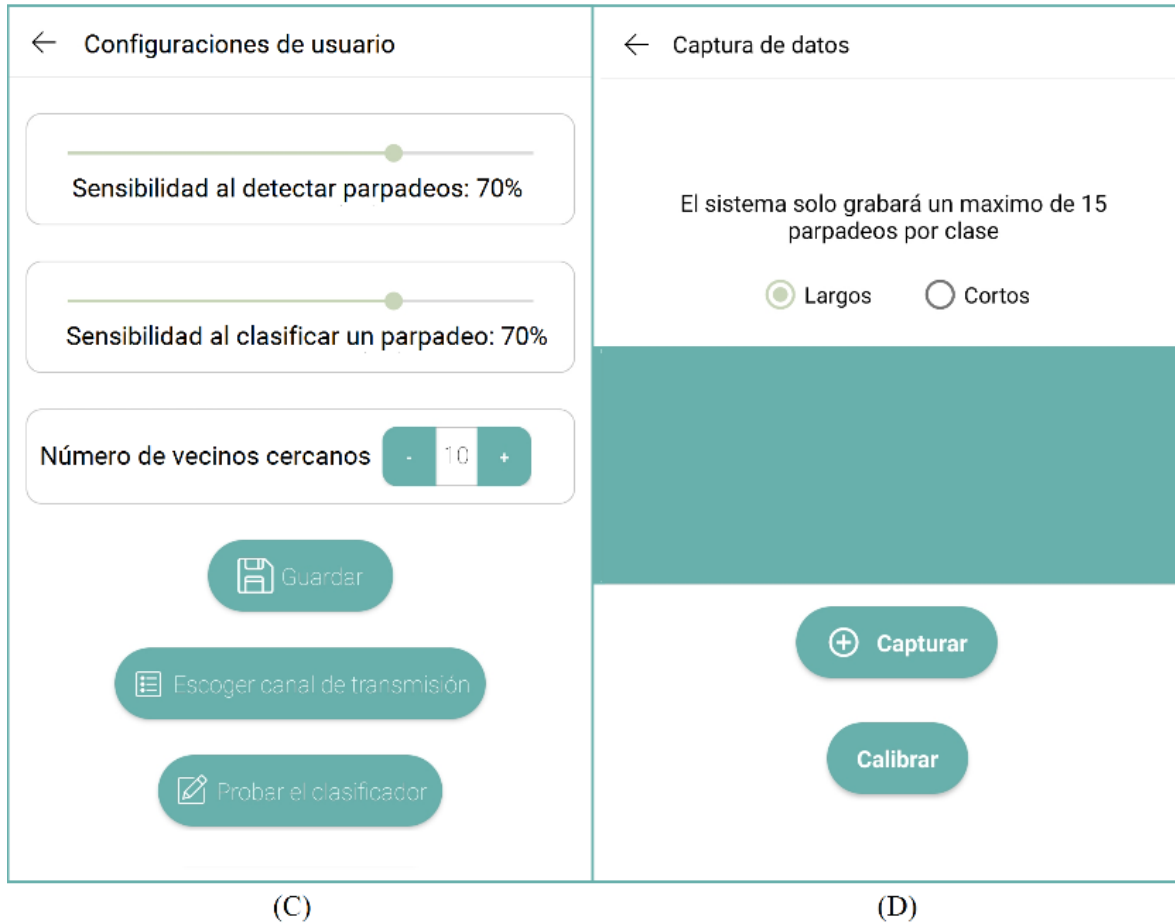 Configuraciones de usuario
Sensibilidad al detectar parpadeos: 70%
Sensibilidad al clasificar un parpadeo: 70%
Número de vecinos cercanos
- 10 +
Guardar
Escoger canal de transmisión
Probar el clasificador
(C)
Captura de datos
El sistema solo grabará un maximo de 15
parpadeos por clase
Largos
Cortos
Capturar
Calibrar
(D)